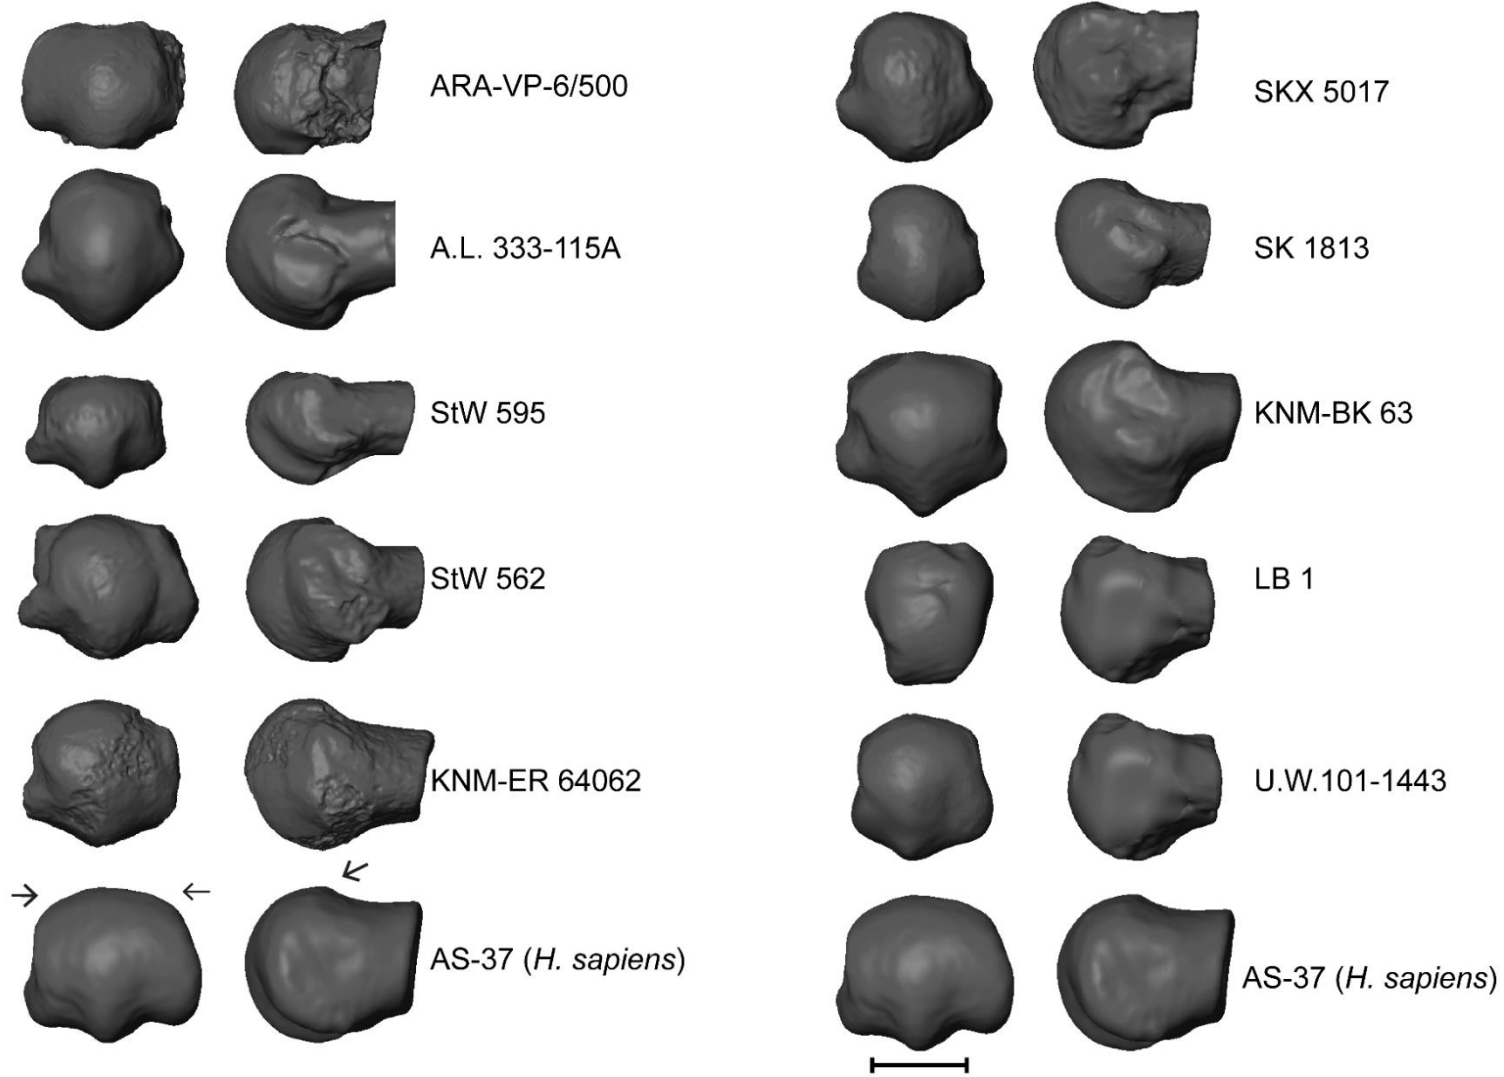 ARA-VP-6/500
A.L. 333-115A
StW 595
StW 562
KNM-ER 64062
AS-37 (H. sapiens)
SKX 5017
SK 1813
KNM-BK 63
LB 1
U.W.101-1443
AS-37 (H. sapiens)